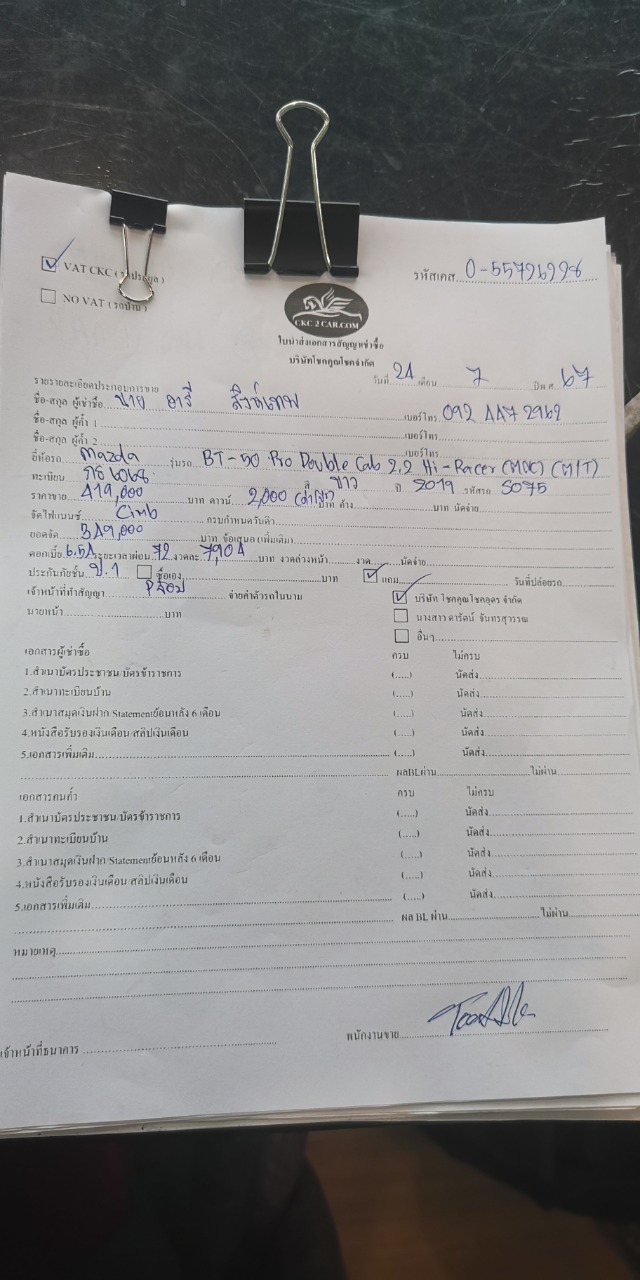 VAT CKC (
รหัสเคส 0-55726998
NO VAT ( รถบ้าน )
CKC 2 CAR.COM
ใบนำส่งเอกสารสัญญาเช่าซื้อ
บริษัทโชคคูณโชคจำกัด
วันที่ 24 เดือน 7 ปีพ.ศ. 67
รายละเอียดประกอบการขาย
ชื่อ-สกุล ผู้เช่าซื้อ นาย อารี สิงห์เทพ เบอร์โทร 092 447 2962
ชื่อ-สกุล ผู้ค้ำ 1 เบอร์โทร
ชื่อ-สกุล ผู้ค้ำ 2 เบอร์โทร
ยี่ห้อรถ Mazda รุ่นรถ BT-50 Pro Double Cab 2.2 Hi-Racer (M/T)
ทะเบียน สี ขาว ปี 2019 รหัสรถ 5075
ราคาขาย 419,000 บาท ดาวน์ 2,000 บาท ค้าง บาท นัดจ่าย
จัดไฟแนนซ์ Cimb ครบกำหนดวันที่
ยอดจัด 349,000 บาท ข้อเสนอ (เพิ่มเติม)
ดอกเบี้ย 6.54 ระยะเวลาผ่อน 72 งวดละ 7,904 บาท งวดล่วงหน้า งวด นัดจ่าย
ประกันภัยชั้น ป.1 ซื้อเอง บาท แถม วันที่ปล่อยรถ
เจ้าหน้าที่ทำสัญญา จ่ายค่าตัวรถในนาม บริษัท โชคคูณโชคอุดร จำกัด
นายหน้า บาท นางสาวดารัตน์ จันทรสุวรรณ
อื่นๆ
เอกสารผู้เช่าซื้อ ครบ ไม่ครบ
1.สำเนาบัตรประชาชน/บัตรข้าราชการ (.....) นัดส่ง
2.สำเนาทะเบียนบ้าน (.....) นัดส่ง
3.สำเนาสมุดเงินฝาก/Statementย้อนหลัง 6 เดือน (.....) นัดส่ง
4.หนังสือรับรองเงินเดือน/สลิปเงินเดือน (.....) นัดส่ง
5.เอกสารเพิ่มเติม (.....) นัดส่ง
ผลBLผ่าน ไม่ผ่าน
เอกสารคนค้ำ ครบ ไม่ครบ
1.สำเนาบัตรประชาชน/บัตรข้าราชการ (.....) นัดส่ง
2.สำเนาทะเบียนบ้าน (.....) นัดส่ง
3.สำเนาสมุดเงินฝาก/Statementย้อนหลัง 6 เดือน (.....) นัดส่ง
4.หนังสือรับรองเงินเดือน/สลิปเงินเดือน (.....) นัดส่ง
5.เอกสารเพิ่มเติม (.....) นัดส่ง
ผล BL ผ่าน ไม่ผ่าน
หมายเหตุ
พนักงานขาย
เจ้าหน้าที่ธนาคาร